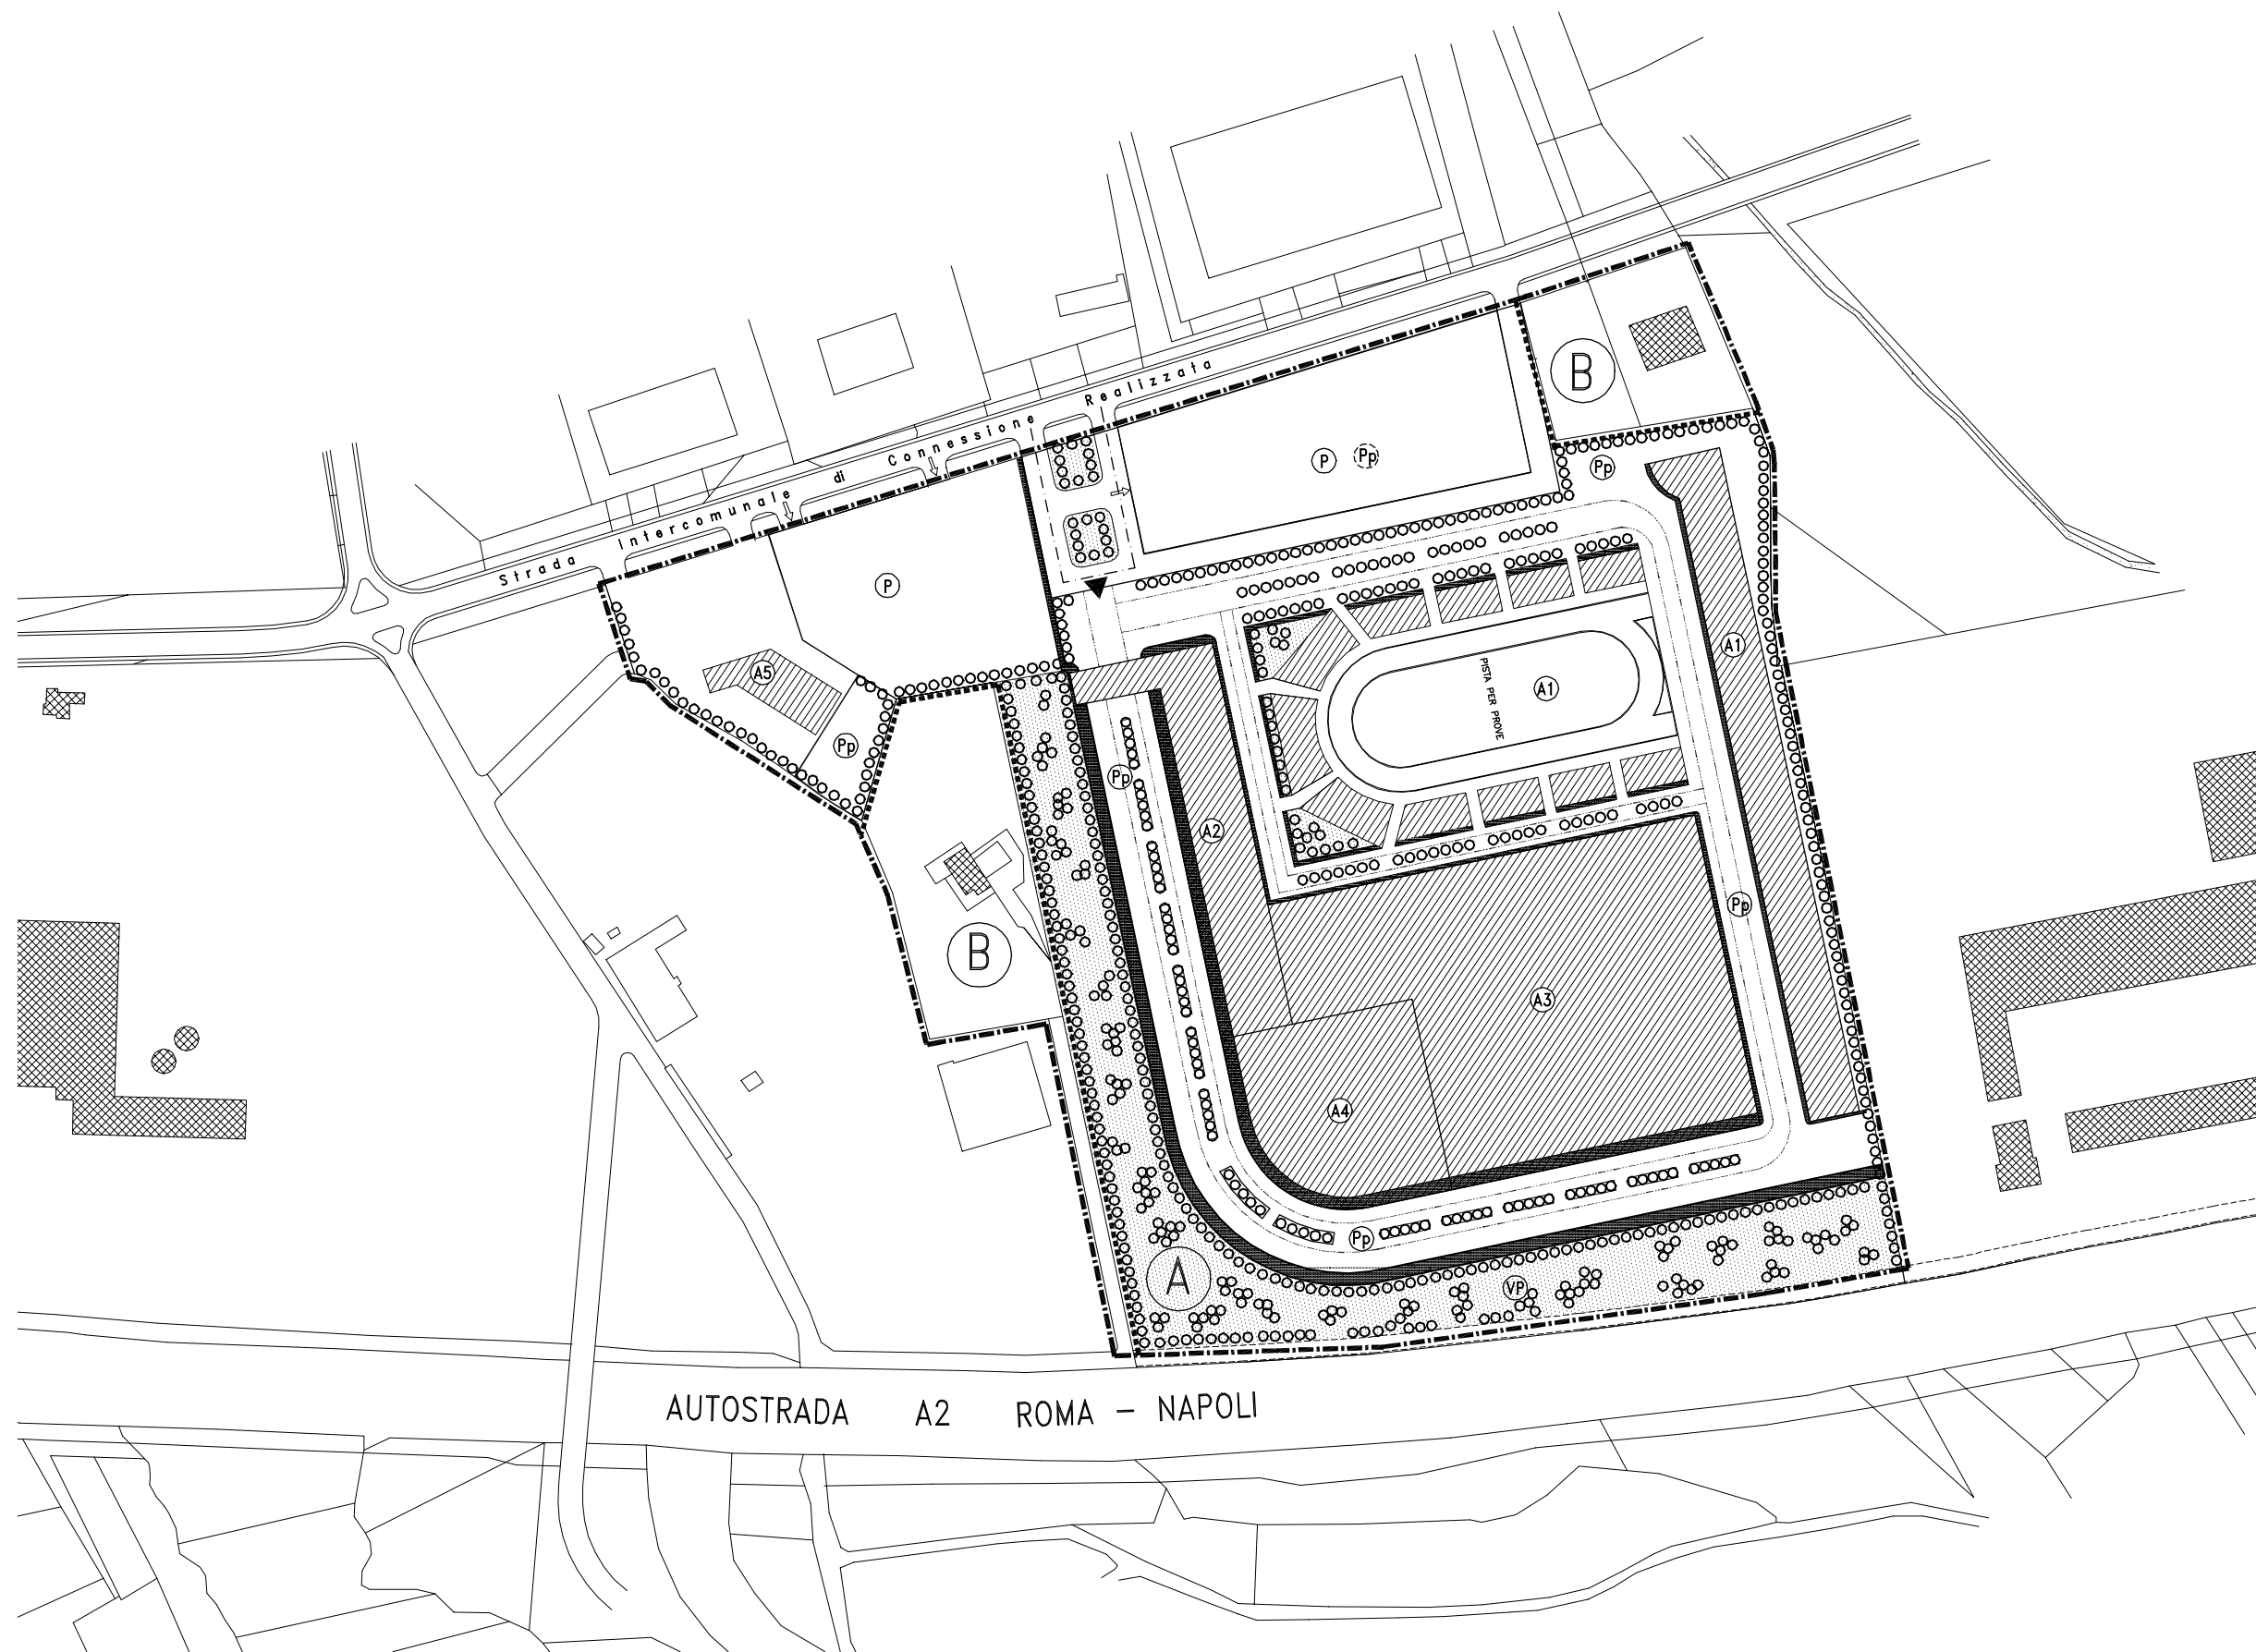 Strada Intercomunale di Connessione Realizzata
B
P Pp
Pp
P
A5
A1
A1
PISTA PER PROVE
Pp
Pp
A2
Pp
B
A3
A4
Pp
A
VP
AUTOSTRADA A2 ROMA – NAPOLI